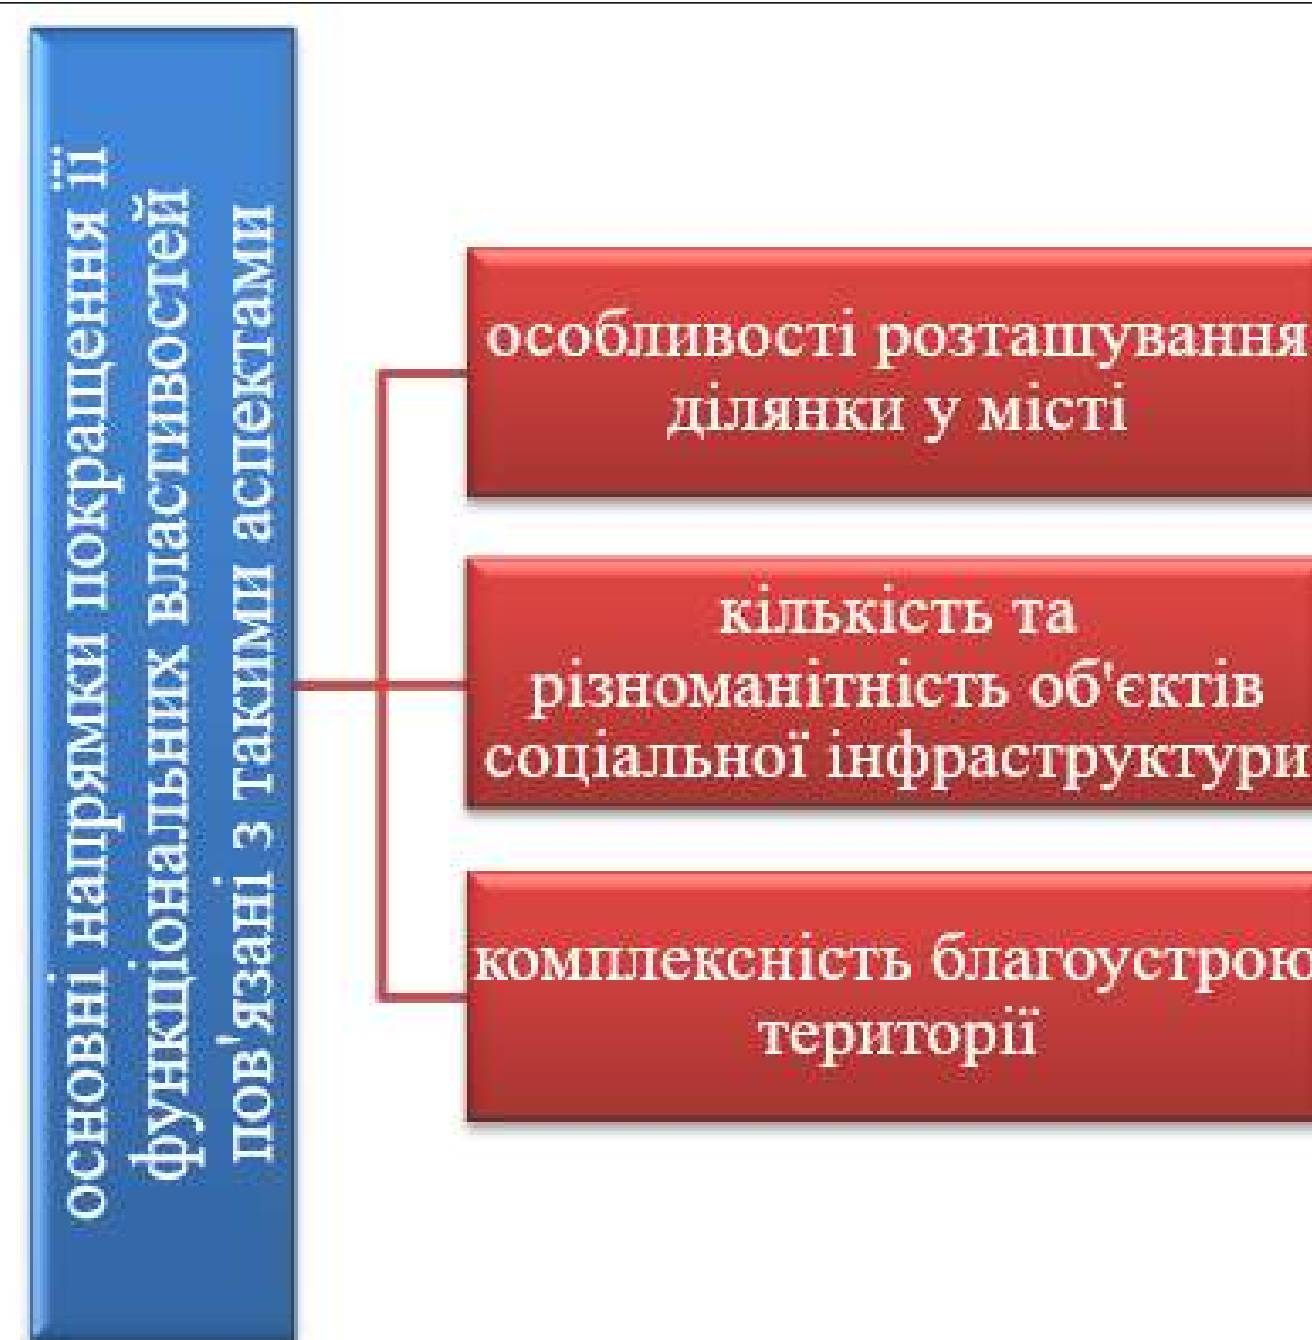 основні напрямки покращення її
функціональних властивостей
пов'язані з такими аспектами
особливості розташування
ділянки у місті
кількість та
різноманітність об'єктів
соціальної інфраструктури
комплексність благоустрою
території